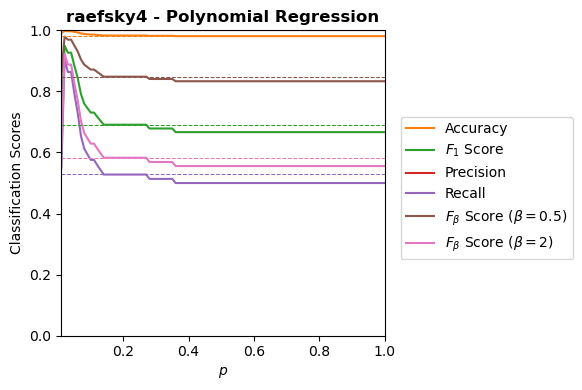 raefsky4 - Polynomial Regression
Classification Scores
1.0
0.8
0.6
0.4
0.2
0.0
0.2 0.4 0.6 0.8 1.0
p
Accuracy
F₁ Score
Precision
Recall
Fᵦ Score (β = 0.5)
Fᵦ Score (β = 2)